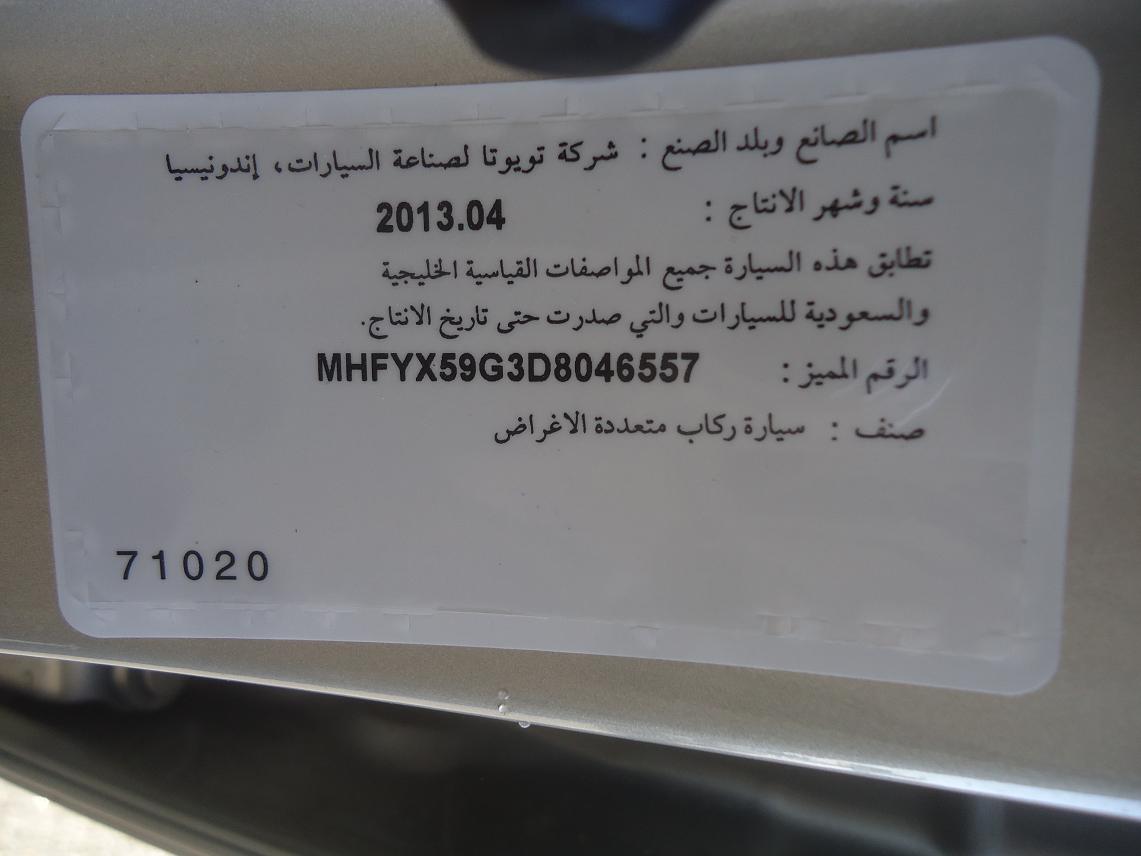 اسم الصانع وبلد الصنع : شركة تويوتا لصناعة السيارات، إندونيسيا
سنة وشهر الانتاج : 2013.04
تطابق هذه السيارة جميع المواصفات القياسية الخليجية
والسعودية للسيارات والتي صدرت حتى تاريخ الانتاج.
الرقم المميز : MHFYX59G3D8046557
صنف : سيارة ركاب متعددة الاغراض
71020